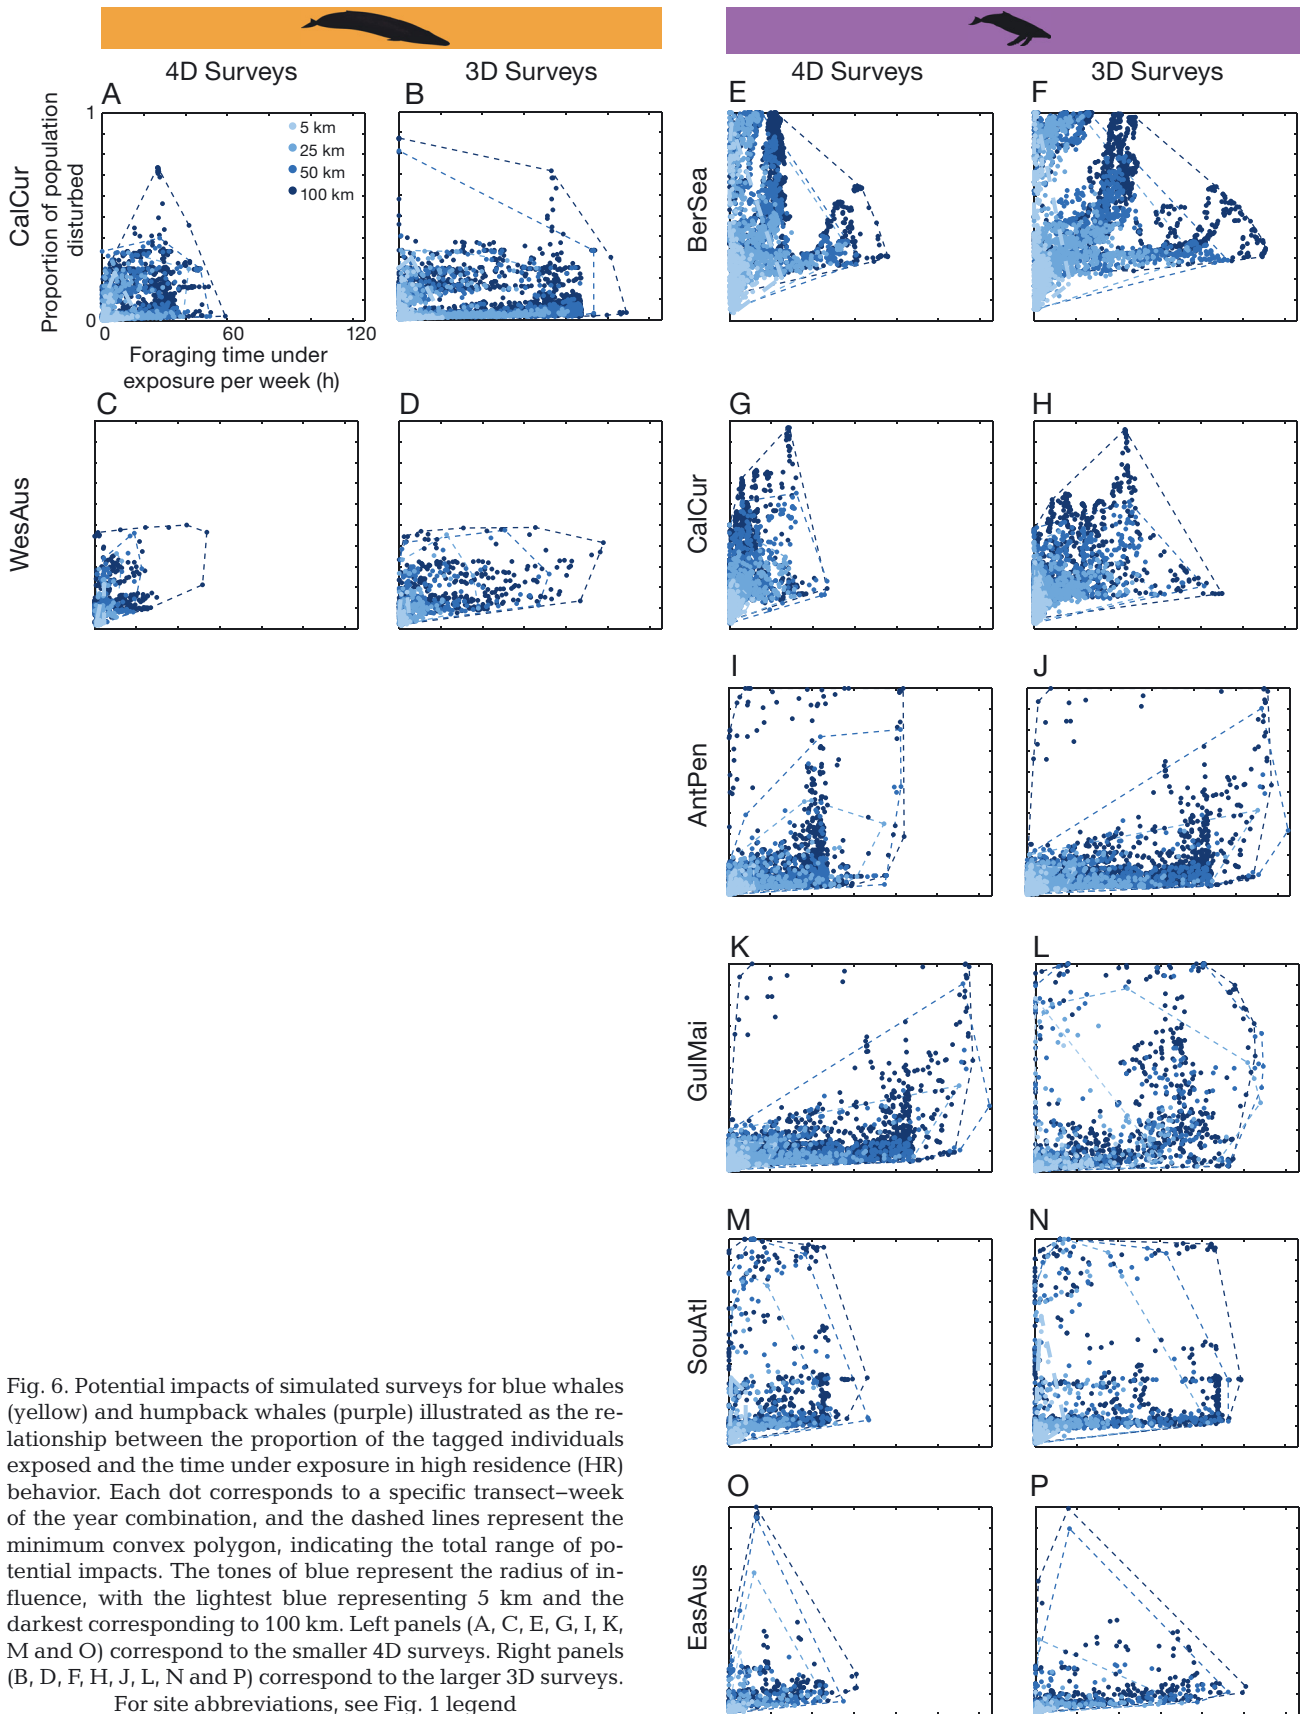 4D Surveys
3D Surveys
4D Surveys
3D Surveys
A
B
E
F
1
5 km
25 km
50 km
100 km
CalCur
Proportion of population
disturbed
BerSea
0
0
60
120
Foraging time under
exposure per week (h)
C
D
G
H
WesAus
CalCur
I
J
AntPen
K
L
GulMai
M
N
SouAtl
O
P
EasAus
Fig. 6. Potential impacts of simulated surveys for blue whales
(yellow) and humpback whales (purple) illustrated as the re-
lationship between the proportion of the tagged individuals
exposed and the time under exposure in high residence (HR)
behavior. Each dot corresponds to a specific transect–week
of the year combination, and the dashed lines represent the
minimum convex polygon, indicating the total range of po-
tential impacts. The tones of blue represent the radius of in-
fluence, with the lightest blue representing 5 km and the
darkest corresponding to 100 km. Left panels (A, C, E, G, I, K,
M and O) correspond to the smaller 4D surveys. Right panels
(B, D, F, H, J, L, N and P) correspond to the larger 3D surveys.
For site abbreviations, see Fig. 1 legend